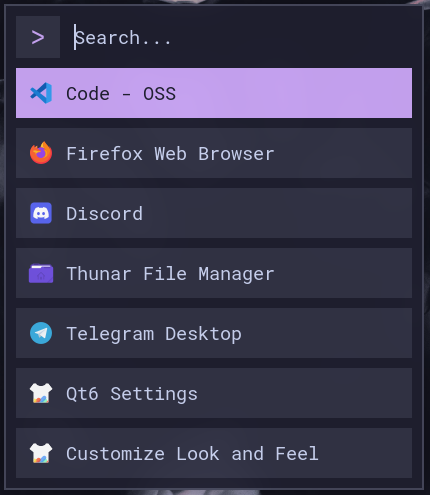 > Search...
Code - OSS
Firefox Web Browser
Discord
Thunar File Manager
Telegram Desktop
Qt6 Settings
Customize Look and Feel